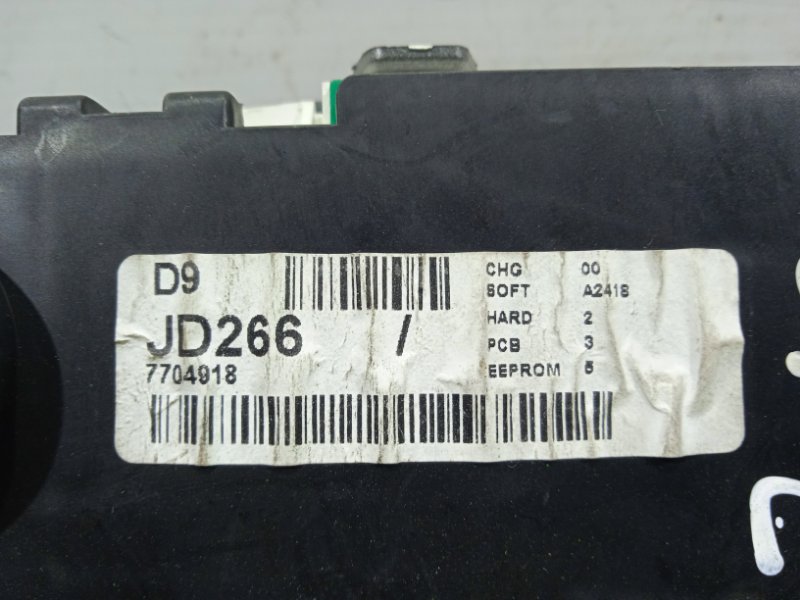 D9
JD266 /
7704918
CHG 00
SOFT A2418
HARD 2
PCB 3
EEPROM 5